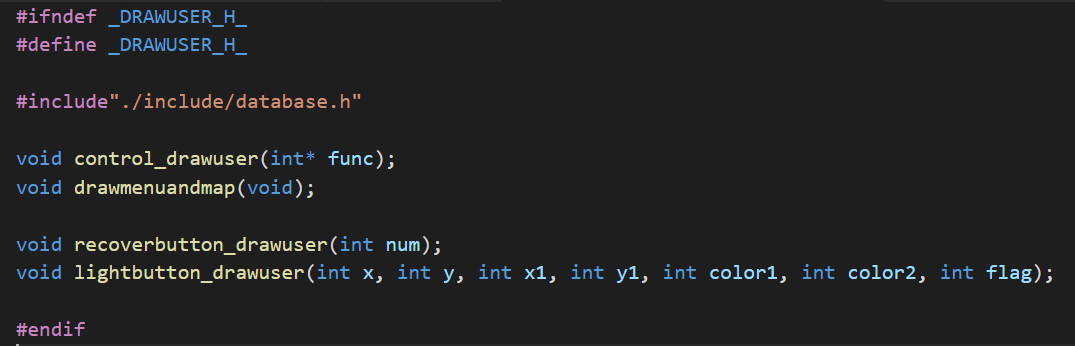 #ifndef _DRAWUSER_H_
#define _DRAWUSER_H_
#include"./include/database.h"
void control_drawuser(int* func);
void drawmenuandmap(void);
void recoverbutton_drawuser(int num);
void lightbutton_drawuser(int x, int y, int x1, int y1, int color1, int color2, int flag);
#endif